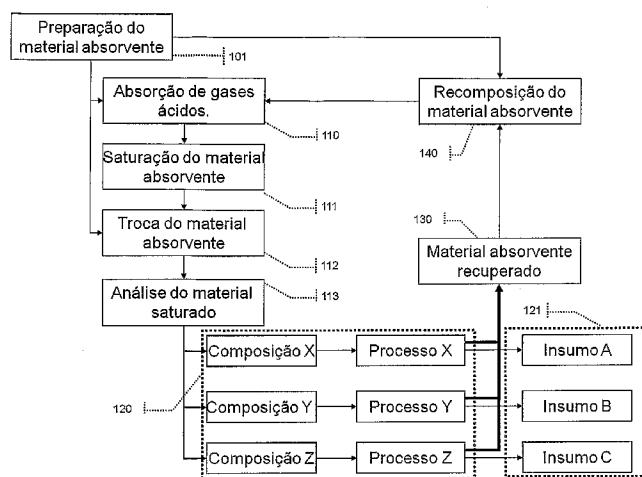 Preparação do
material absorvente
101
Absorção de gases
ácidos.
110
Recomposição do
material absorvente
140
Saturação do material
absorvente
111
Troca do material
absorvente
112
130
Material absorvente
recuperado
Análise do material
saturado
113
121
120
Composição X
Processo X
Insumo A
Composição Y
Processo Y
Insumo B
Composição Z
Processo Z
Insumo C